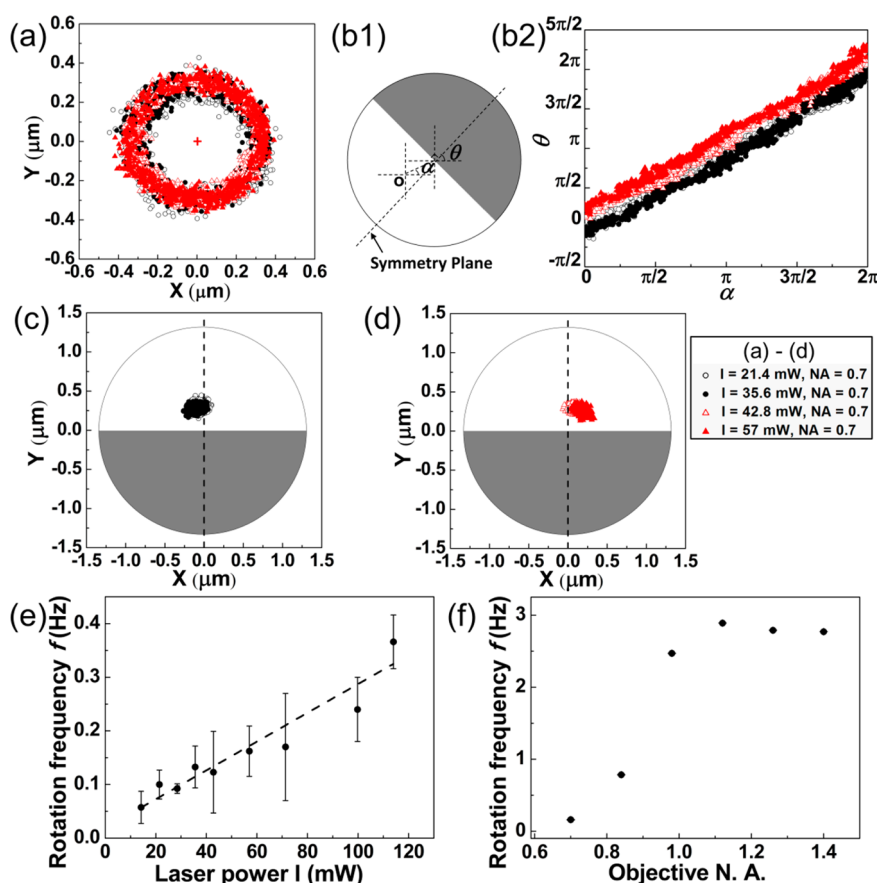 (a)
0.6
0.4
0.2
0.0
-0.2
-0.4
-0.6
Y (μm)
-0.6 -0.4 -0.2 0.0 0.2 0.4 0.6
X (μm)
(b1)
θ
α
o
Symmetry Plane
(b2)
5π/2
2π
3π/2
π
π/2
0
-π/2
θ
0 π/2 π 3π/2 2π
α
(c)
1.5
1.0
0.5
0.0
-0.5
-1.0
-1.5
Y (μm)
-1.5 -1.0 -0.5 0.0 0.5 1.0 1.5
X (μm)
(d)
1.5
1.0
0.5
0.0
-0.5
-1.0
-1.5
Y (μm)
-1.5 -1.0 -0.5 0.0 0.5 1.0 1.5
X (μm)
(a) - (d)
I = 21.4 mW, NA = 0.7
I = 35.6 mW, NA = 0.7
I = 42.8 mW, NA = 0.7
I = 57 mW, NA = 0.7
(e)
0.4
0.3
0.2
0.1
0.0
Rotation frequency f (Hz)
20 40 60 80 100 120
Laser power I (mW)
(f)
3
2
1
0
Rotation frequency f (Hz)
0.6 0.8 1.0 1.2 1.4
Objective N. A.